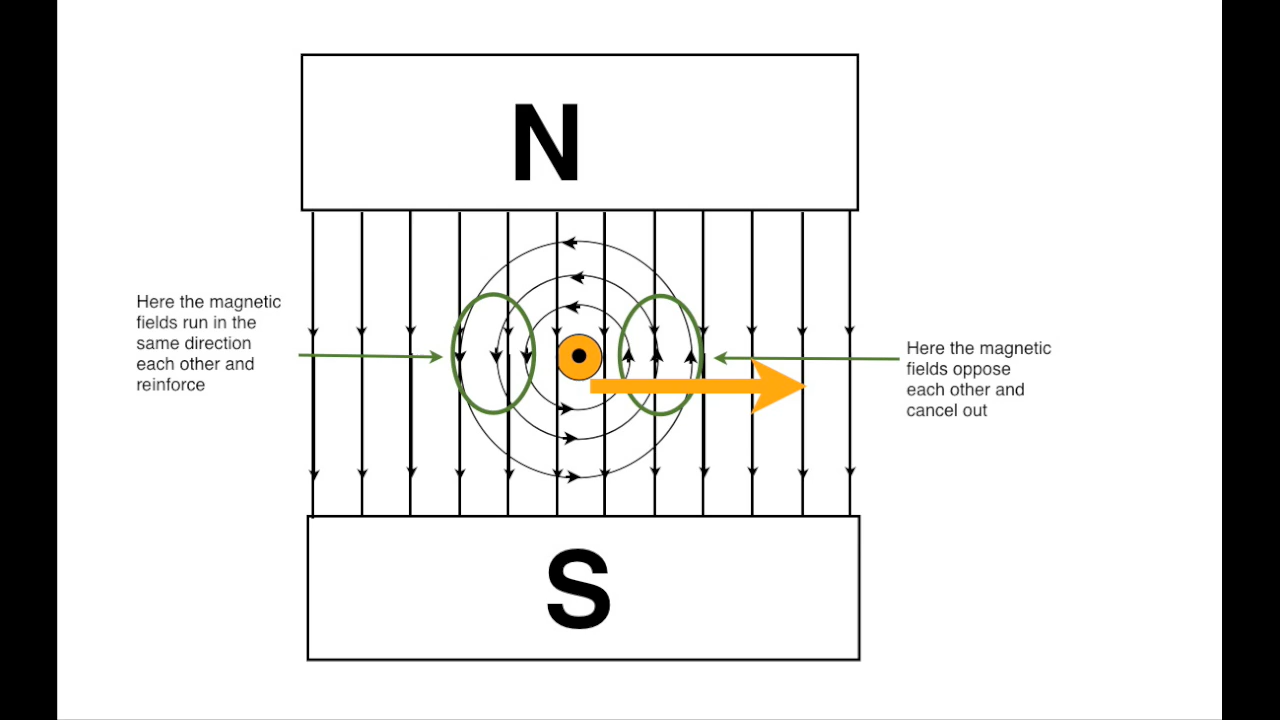 N
Here the magnetic
fields run in the
same direction
each other and
reinforce
Here the magnetic
fields oppose
each other and
cancel out
S